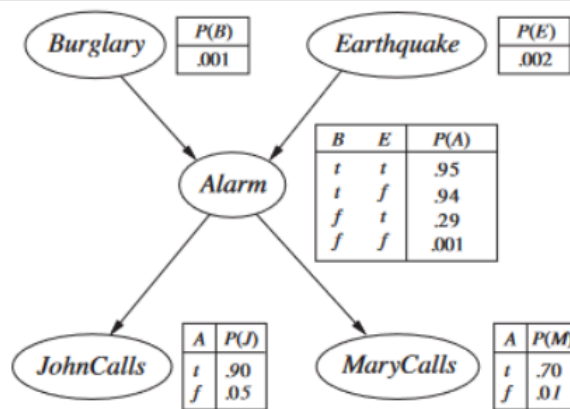 Burglary
P(B)
.001
Earthquake
P(E)
.002
Alarm
B E P(A)
t t .95
t f .94
f t .29
f f .001
JohnCalls
A P(J)
t .90
f .05
MaryCalls
A P(M)
t .70
f .01